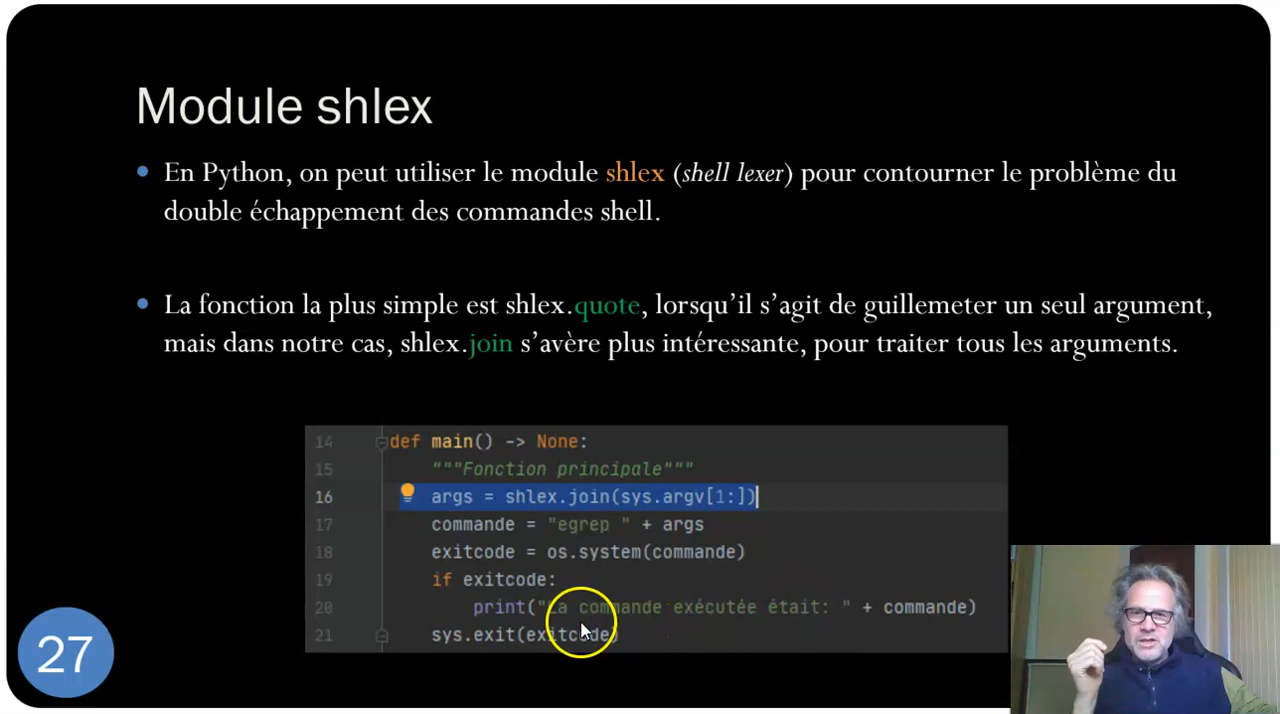 Module shlex
En Python, on peut utiliser le module shlex (shell lexer) pour contourner le problème du
double échappement des commandes shell.
La fonction la plus simple est shlex.quote, lorsqu’il s’agit de guillemeter un seul argument,
mais dans notre cas, shlex.join s’avère plus intéressante, pour traiter tous les arguments.
14 def main() -> None:
15 """Fonction principale"""
16 args = shlex.join(sys.argv[1:])
17 commande = "egrep " + args
18 exitcode = os.system(commande)
19 if exitcode:
20 print("La commande exécutée était: " + commande)
21 sys.exit(exitcode)
27